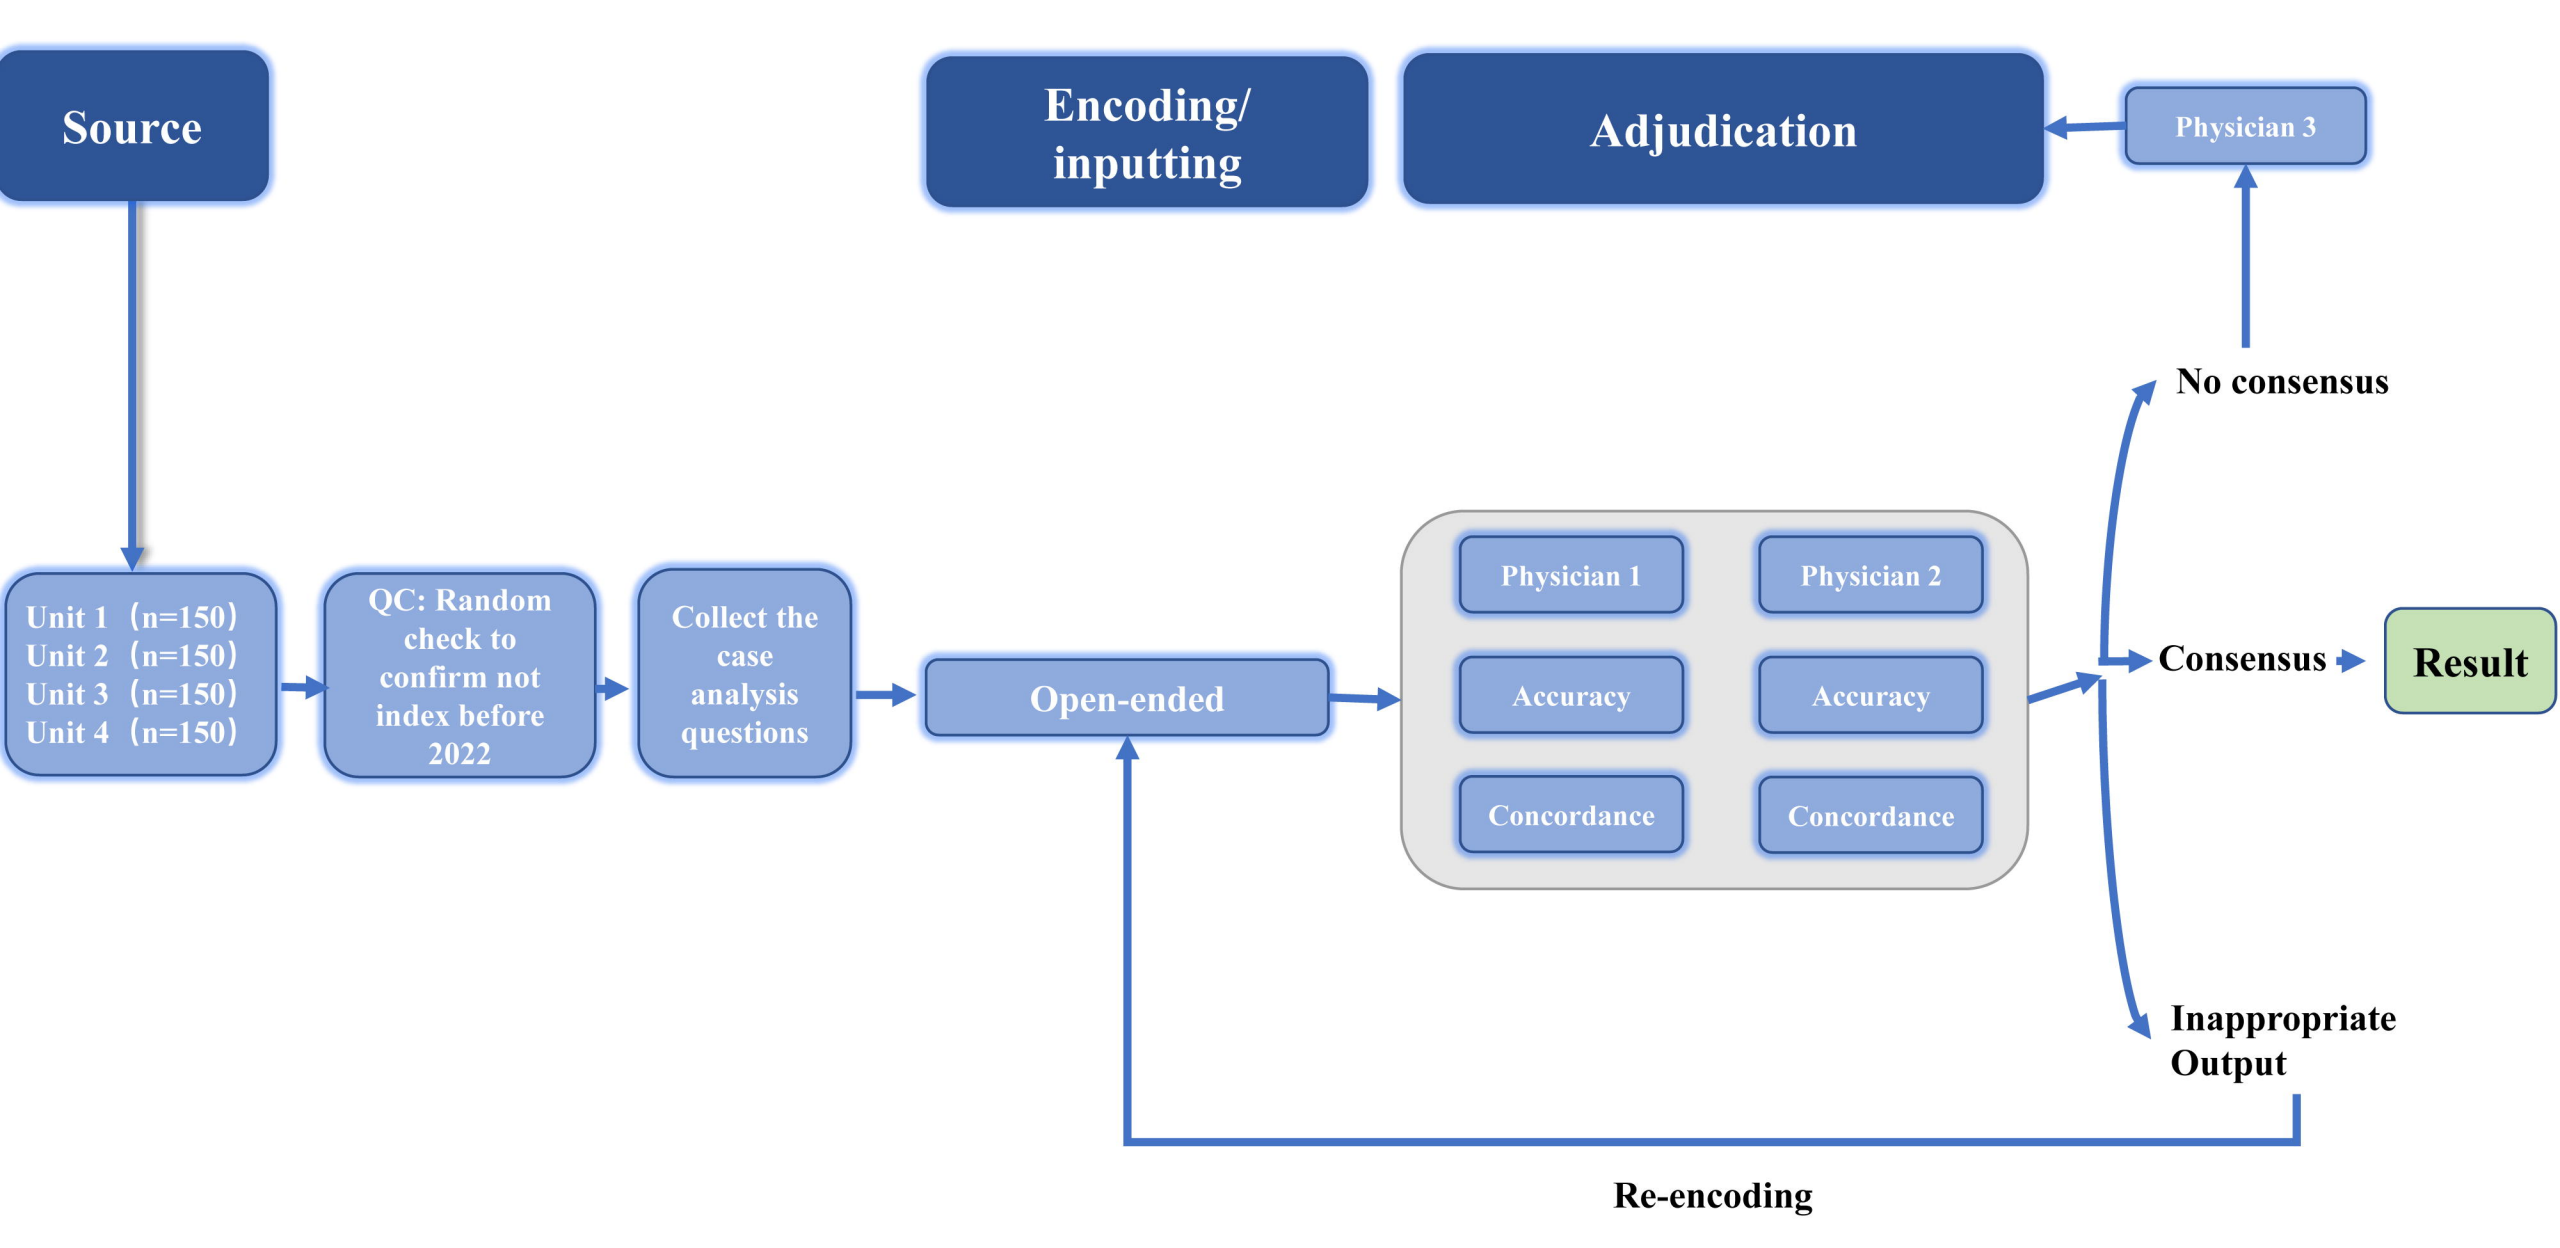 Source
Encoding/
inputting
Adjudication
Physician 3
No consensus
Unit 1 (n=150)
Unit 2 (n=150)
Unit 3 (n=150)
Unit 4 (n=150)
QC: Random
check to
confirm not
index before
2022
Collect the
case
analysis
questions
Open-ended
Physician 1
Physician 2
Accuracy
Accuracy
Concordance
Concordance
Consensus
Result
Inappropriate
Output
Re-encoding